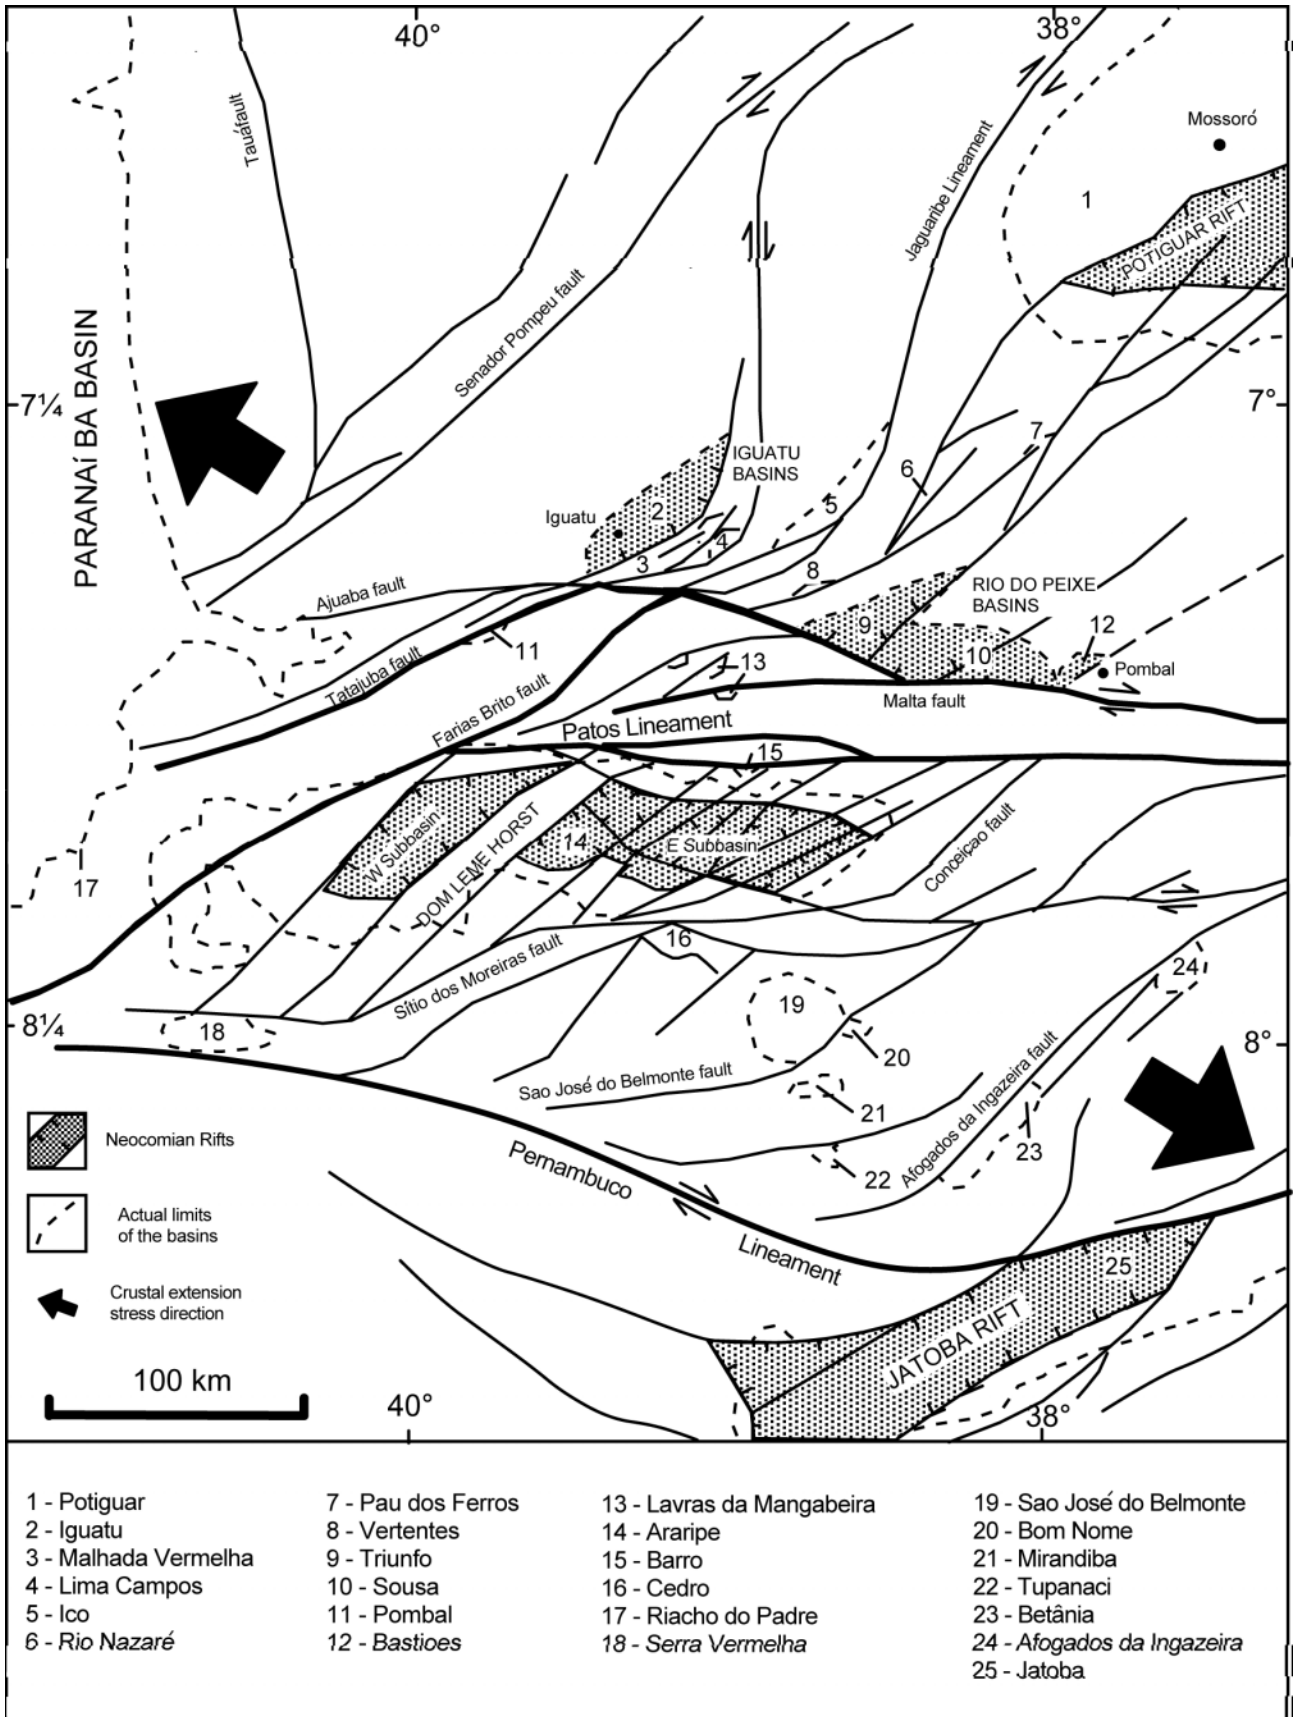 40°
38°
Tauáfault
Mossoró
Jaguaribe Lineament
1
POTIGUAR RIFT
Senador Pompeu fault
PARANAÍ BA BASIN
7¼
7°
7
IGUATU
BASINS
6
2
5
Iguatu
4
3
8
RIO DO PEIXE
BASINS
Ajuaba fault
9
12
10
11
13
Pombal
Tatajuba fault
Malta fault
Farias Brito fault
Patos Lineament
15
W Subbasin
14
E Subbasin
DOM LEME HORST
Conceiçao fault
17
16
Sítio dos Moreiras fault
24
19
18
8¼
8°
20
Sao José do Belmonte fault
21
Afogados da Ingazeira fault
23
22
Neocomian Rifts
Pernambuco
Lineament
Actual limits
of the basins
25
Crustal extension
stress direction
JATOBA RIFT
100 km
40°
38°
1 - Potiguar
2 - Iguatu
3 - Malhada Vermelha
4 - Lima Campos
5 - Ico
6 - Rio Nazaré
7 - Pau dos Ferros
8 - Vertentes
9 - Triunfo
10 - Sousa
11 - Pombal
12 - Bastioes
13 - Lavras da Mangabeira
14 - Araripe
15 - Barro
16 - Cedro
17 - Riacho do Padre
18 - Serra Vermelha
19 - Sao José do Belmonte
20 - Bom Nome
21 - Mirandiba
22 - Tupanaci
23 - Betânia
24 - Afogados da Ingazeira
25 - Jatoba